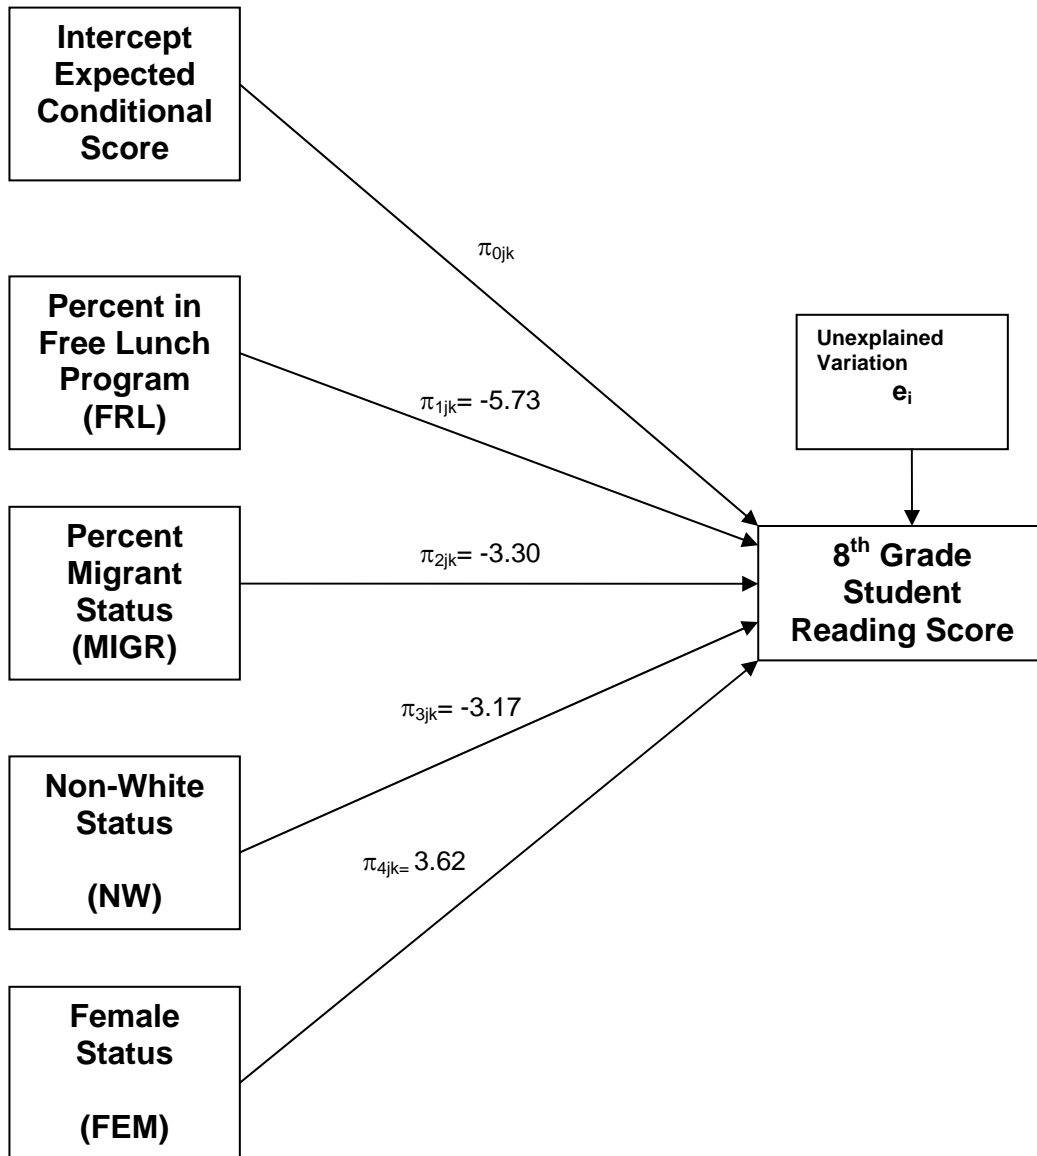 Intercept
Expected
Conditional
Score
π0jk
Percent in
Free Lunch
Program
(FRL)
π1jk= -5.73
Unexplained
Variation
ei
Percent
Migrant
Status
(MIGR)
π2jk= -3.30
8th Grade
Student
Reading Score
π3jk= -3.17
Non-White
Status
(NW)
π4jk= 3.62
Female
Status
(FEM)